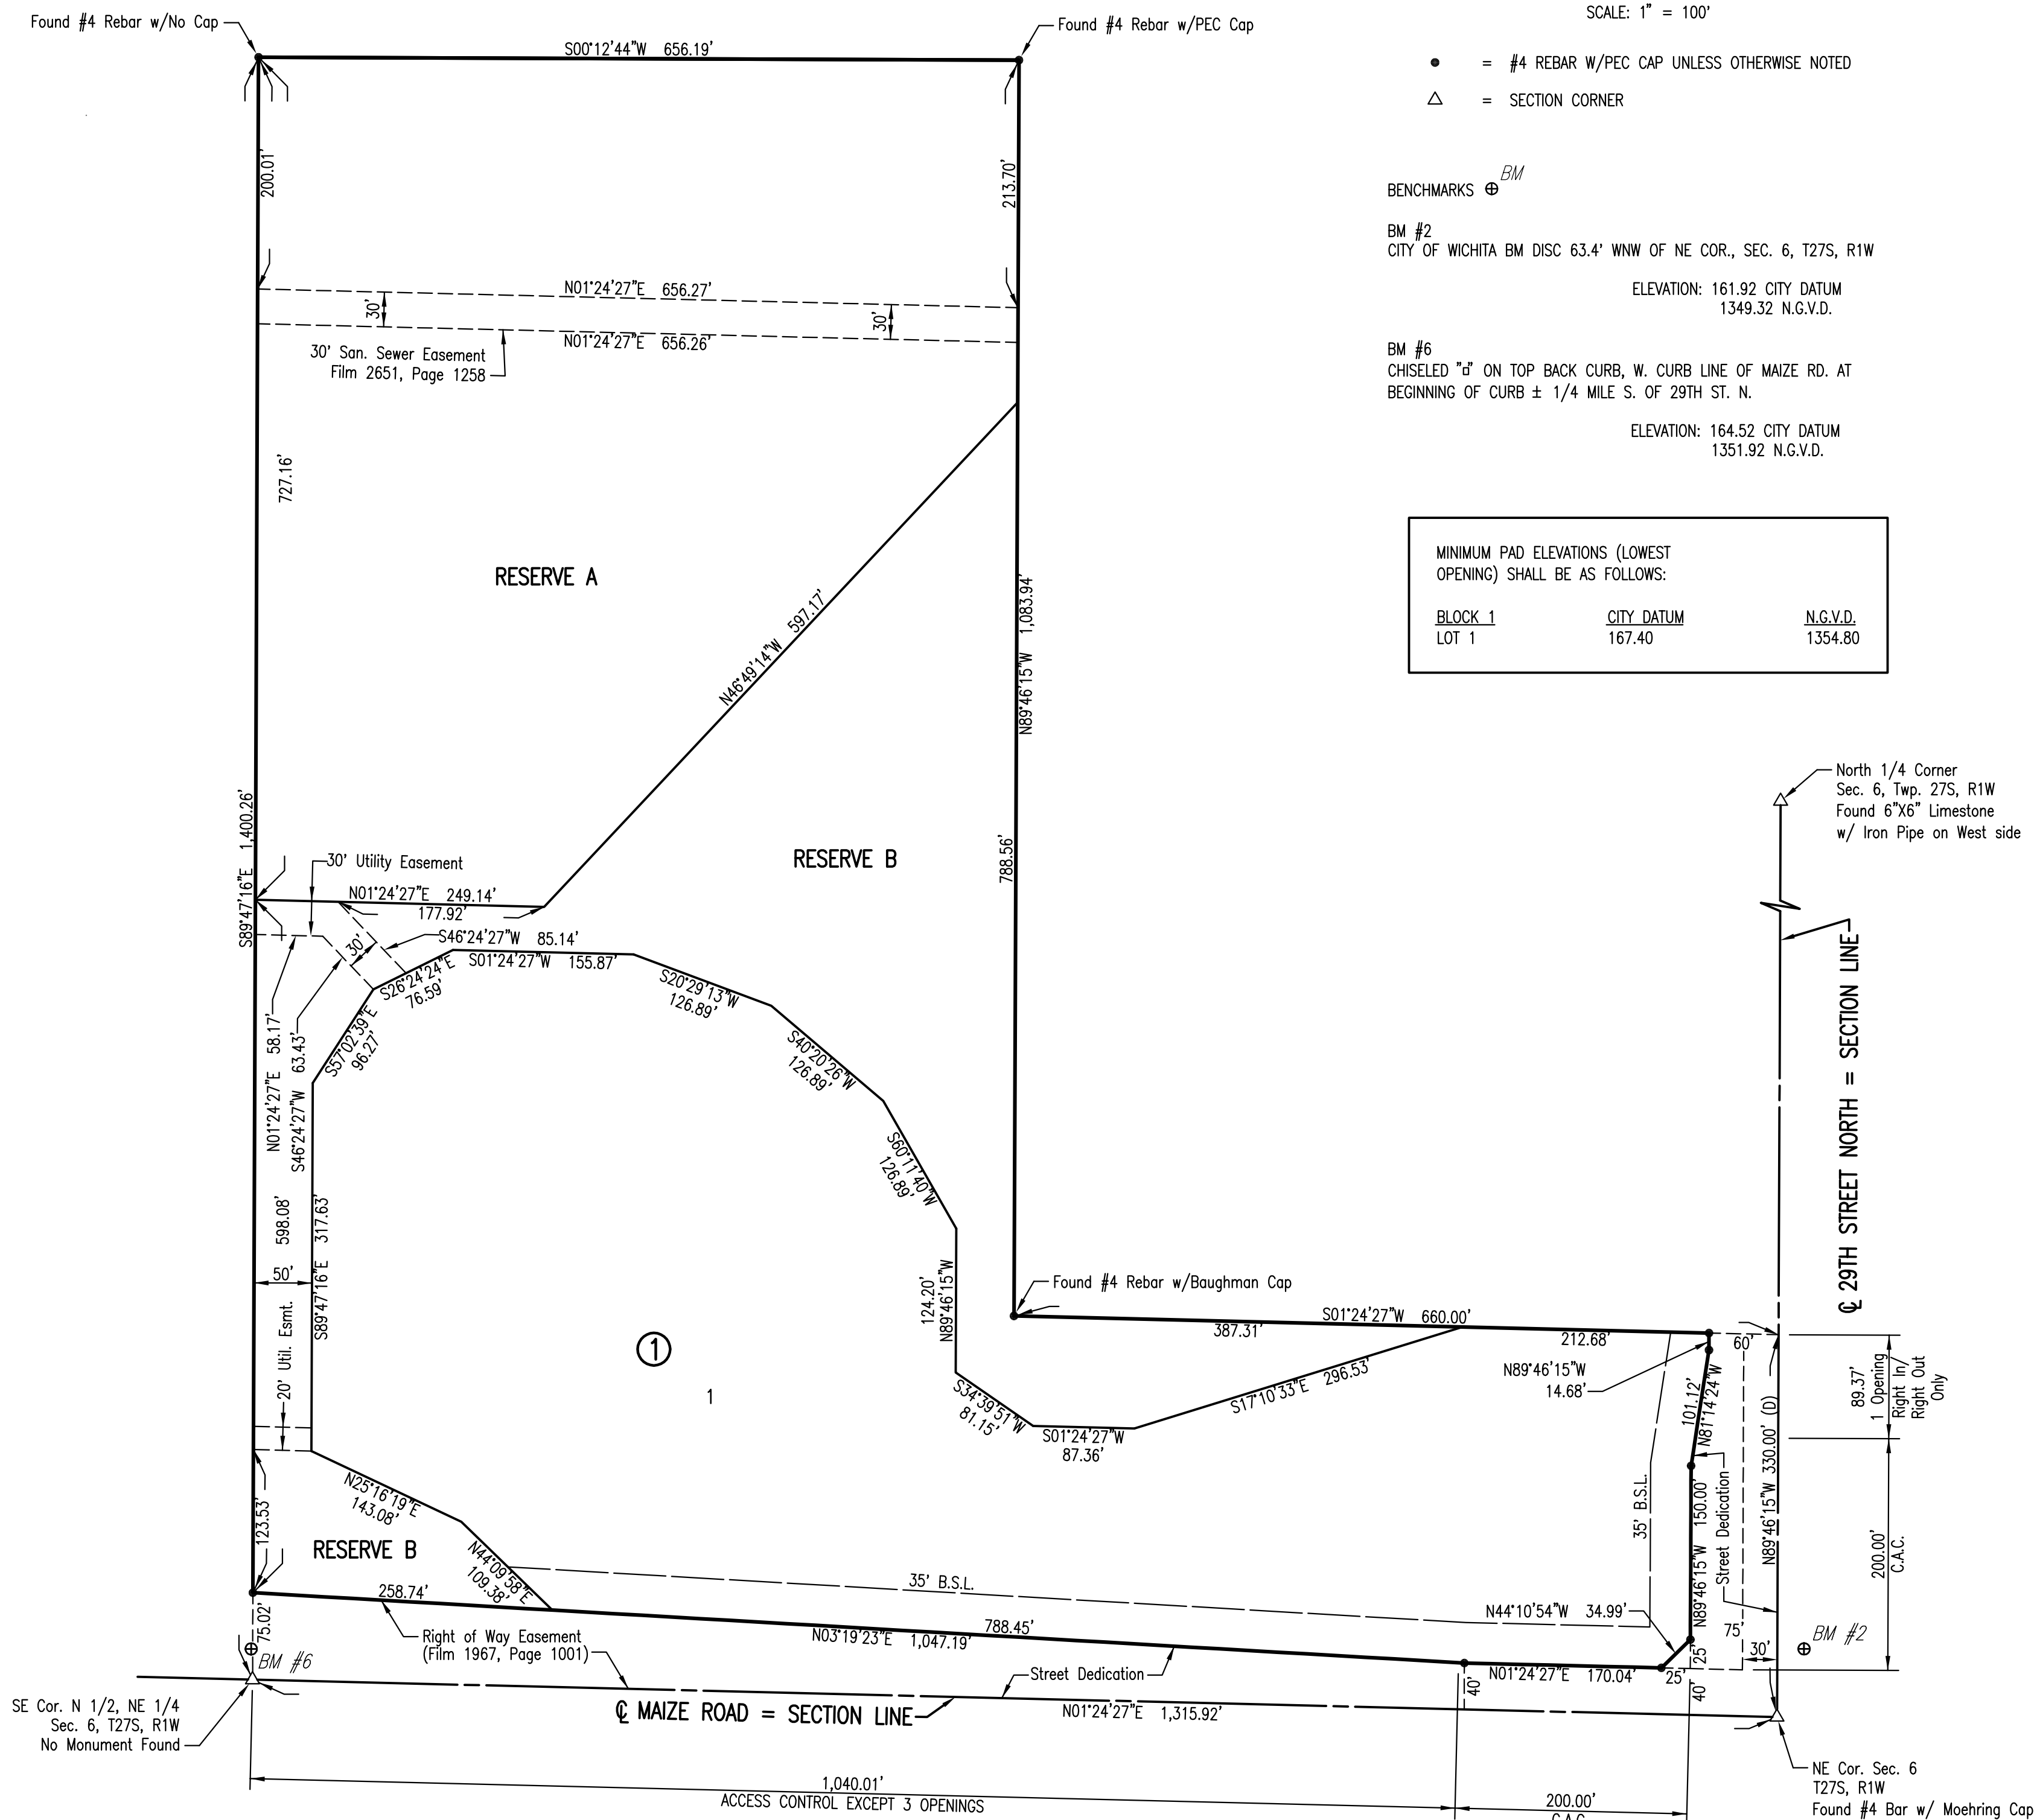 SCALE: 1" = 100'
Found #4 Rebar w/No Cap
Found #4 Rebar w/PEC Cap
S00°12'44"W 656.19'
● = #4 REBAR W/PEC CAP UNLESS OTHERWISE NOTED
△ = SECTION CORNER
BENCHMARKS ⊕ BM
BM #2
CITY OF WICHITA BM DISC 63.4' WNW OF NE COR., SEC. 6, T27S, R1W
ELEVATION: 161.92 CITY DATUM
1349.32 N.G.V.D.
BM #6
CHISELED "□" ON TOP BACK CURB, W. CURB LINE OF MAIZE RD. AT
BEGINNING OF CURB ± 1/4 MILE S. OF 29TH ST. N.
ELEVATION: 164.52 CITY DATUM
1351.92 N.G.V.D.
MINIMUM PAD ELEVATIONS (LOWEST
OPENING) SHALL BE AS FOLLOWS:
BLOCK 1 CITY DATUM N.G.V.D.
LOT 1 167.40 1354.80
200.01'
213.70'
N01°24'27"E 656.27'
30'
30'
N01°24'27"E 656.26'
30' San. Sewer Easement
Film 2651, Page 1258
727.16'
RESERVE A
N46°49'14"W 597.17'
N89°46'15"W 1,083.94'
788.56'
RESERVE B
S89°47'16"E 1,400.26'
30' Utility Easement
N01°24'27"E 249.14'
177.92'
S46°24'27"W 85.14'
30'
S26°24'24"E
76.59'
S01°24'27"W 155.87'
S20°29'13"W
126.89'
S40°20'26"W
126.89'
S60°11'40"W
126.89'
S57°02'39"E
96.27'
N01°24'27"E 58.17'
S46°24'27"W 63.43'
598.08'
50'
S89°47'16"E 317.63'
20' Util. Esmt.
124.20'
N89°46'15"W
Found #4 Rebar w/Baughman Cap
S01°24'27"W 660.00'
387.31'
212.68'
60'
S34°39'51"W
81.15'
S01°24'27"W
87.36'
S17°10'33"E 296.53'
N89°46'15"W
14.68'
101.12'
N81°14'24"W
1
1
North 1/4 Corner
Sec. 6, Twp. 27S, R1W
Found 6"X6" Limestone
w/ Iron Pipe on West side
℄ 29TH STREET NORTH = SECTION LINE
89.37'
1 Opening
Right In/
Right Out
Only
N89°46'15"W 330.00' (D)
35' B.S.L.
N89°46'15"W 150.00'
Street Dedication
200.00'
C.A.C.
N25°16'19"E
143.08'
123.53'
RESERVE B
N44°09'58"E
109.38'
35' B.S.L.
258.74'
Right of Way Easement
(Film 1967, Page 1001)
788.45'
N03°19'23"E 1,047.19'
Street Dedication
N44°10'54"W 34.99'
75'
30'
25'
25'
N01°24'27"E 170.04'
40'
40'
BM #2
75.02'
BM #6
SE Cor. N 1/2, NE 1/4
Sec. 6, T27S, R1W
No Monument Found
℄ MAIZE ROAD = SECTION LINE
N01°24'27"E 1,315.92'
NE Cor. Sec. 6
T27S, R1W
Found #4 Bar w/ Moehring Cap
1,040.01'
ACCESS CONTROL EXCEPT 3 OPENINGS
200.00'
C.A.C.